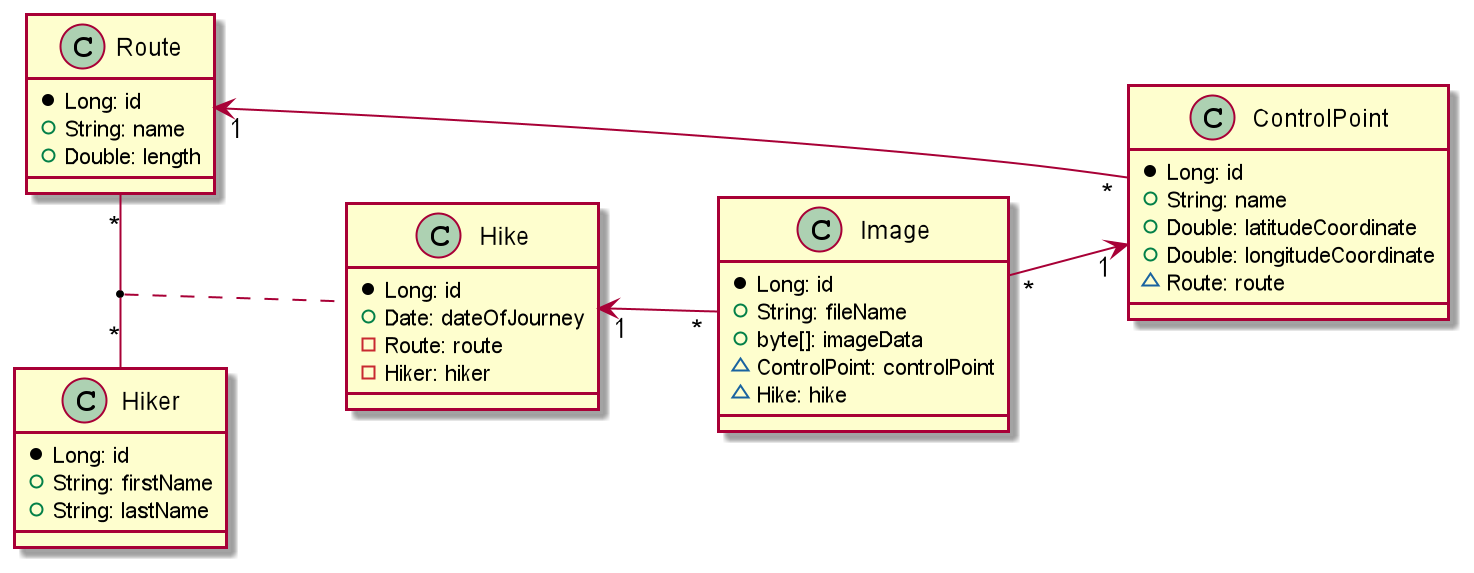 C Route
Long: id
String: name
Double: length
1
*
*
C Hiker
Long: id
String: firstName
String: lastName
C Hike
Long: id
Date: dateOfJourney
Route: route
Hiker: hiker
1
*
C Image
Long: id
String: fileName
byte[]: imageData
ControlPoint: controlPoint
Hike: hike
*
1
*
C ControlPoint
Long: id
String: name
Double: latitudeCoordinate
Double: longitudeCoordinate
Route: route